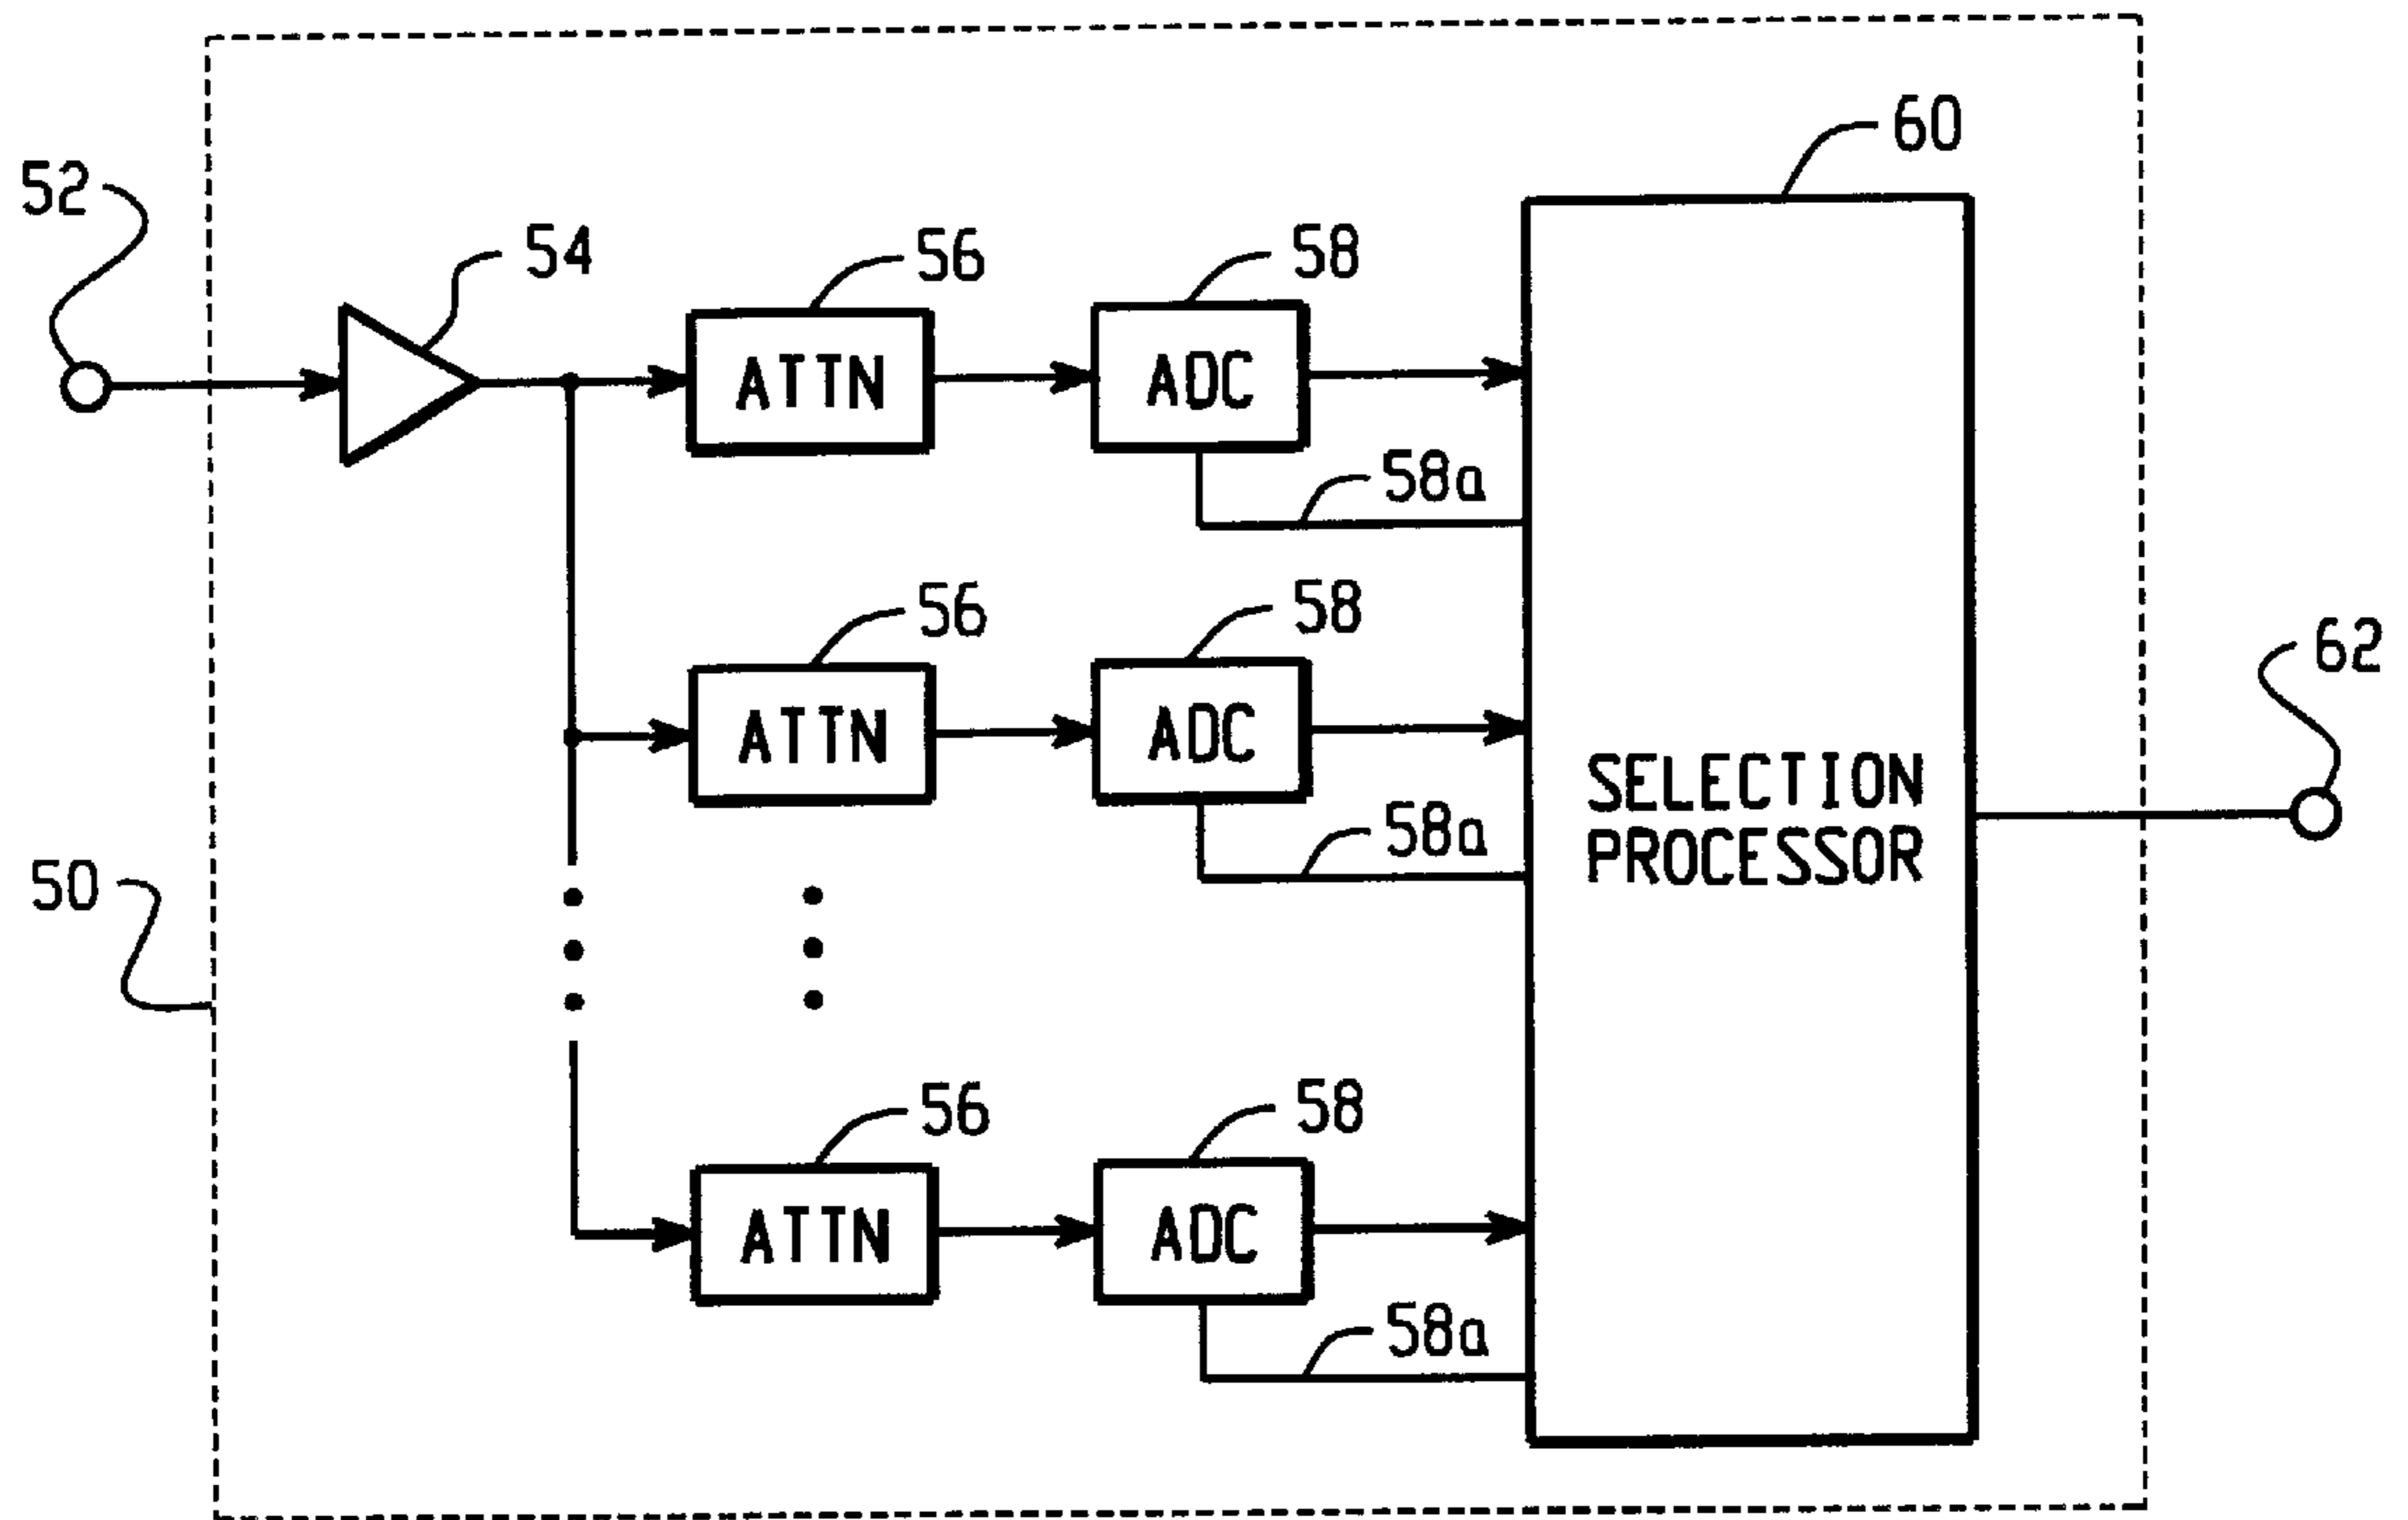 60
52
54
56
58
ATTN
ADC
58a
56
58
62
ATTN
ADC
SELECTION
PROCESSOR
58a
50
56
58
ATTN
ADC
58a